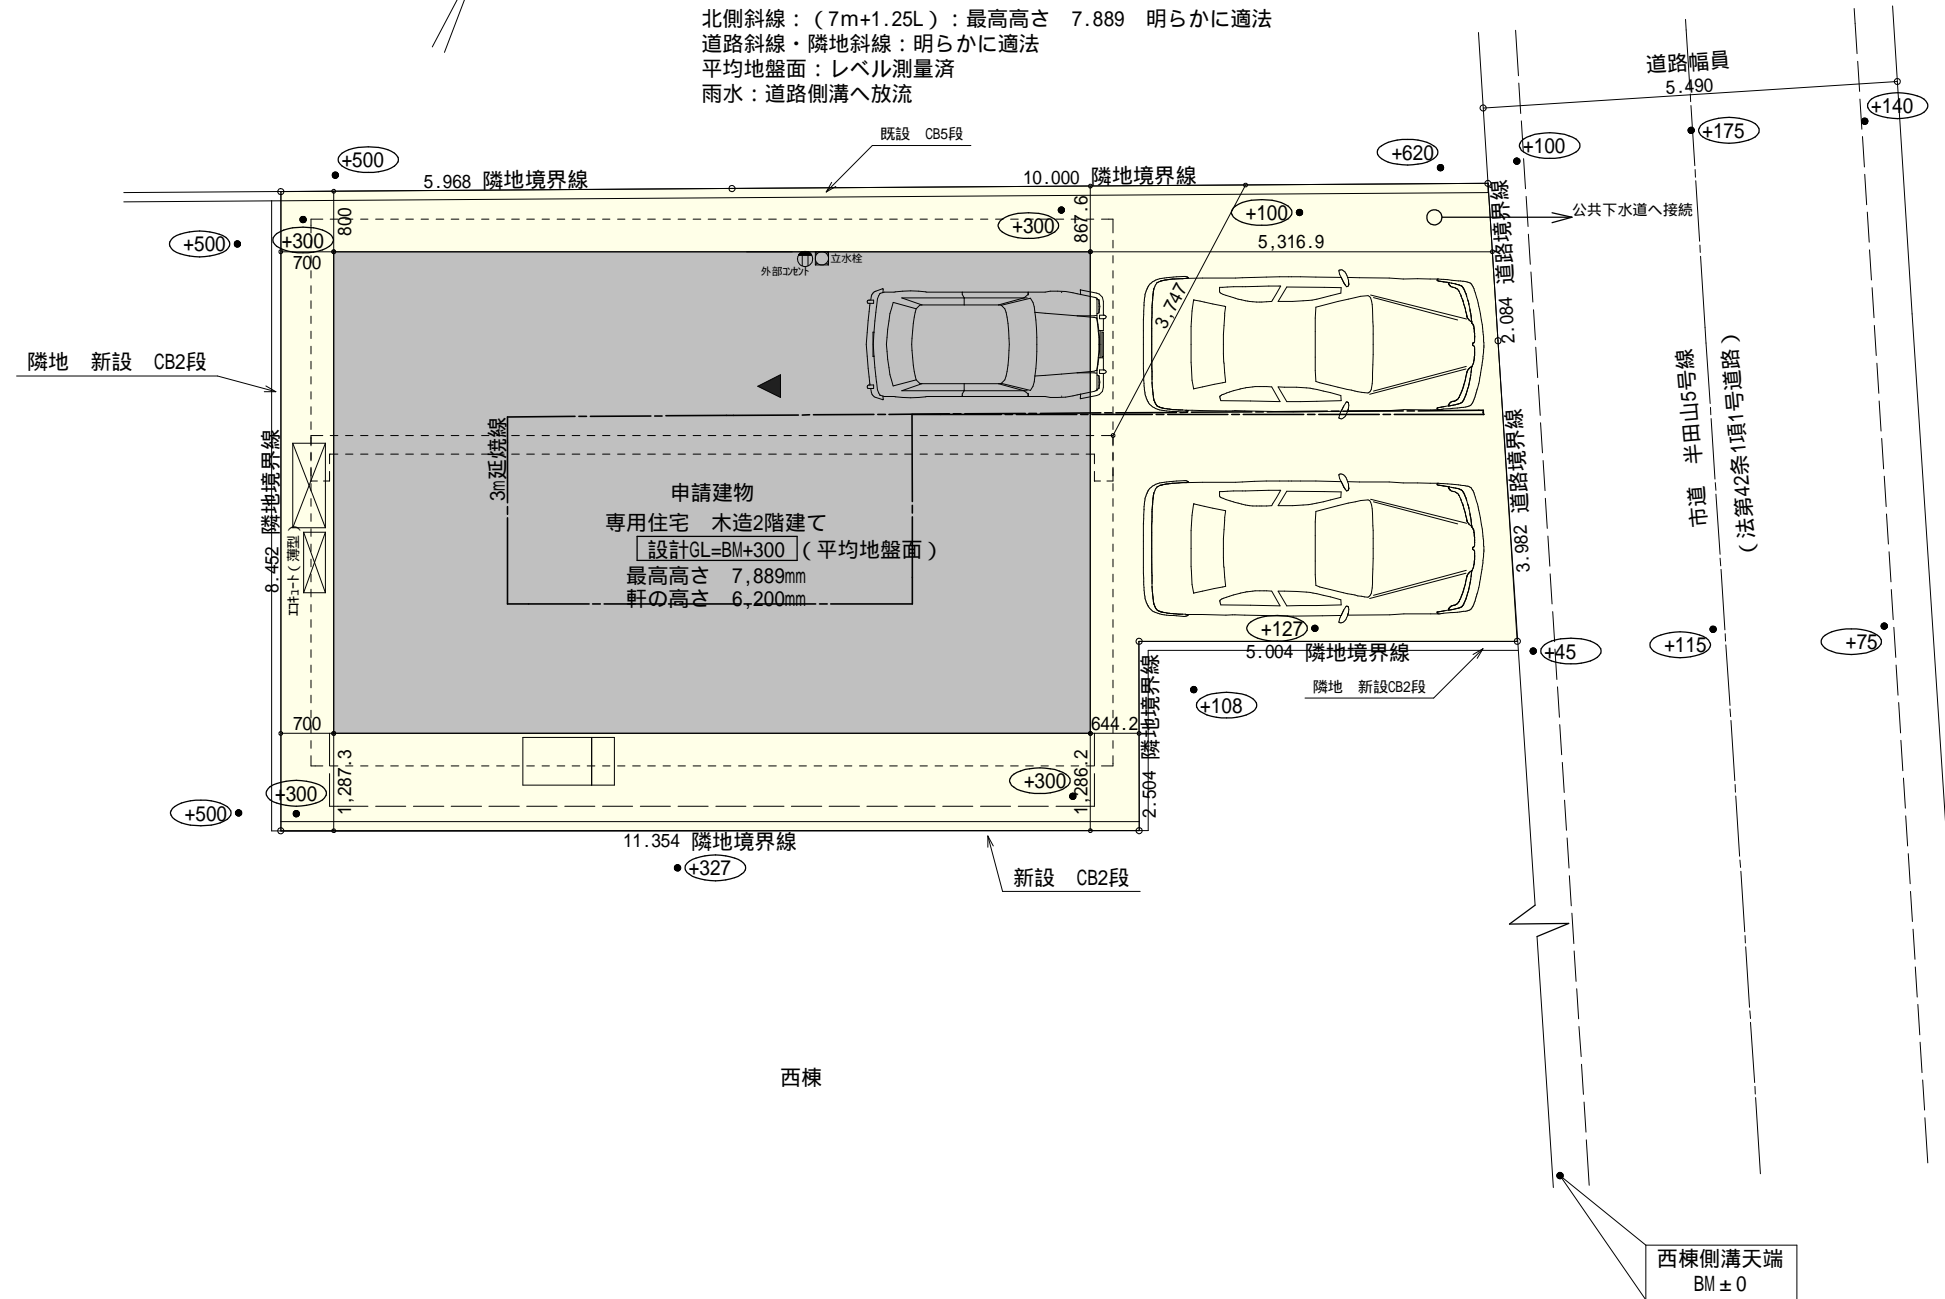 北側斜線：（7m+1.25L）：最高高さ　7.889　明らかに適法
道路斜線・隣地斜線：明らかに適法
平均地盤面：レベル測量済
雨水：道路側溝へ放流
道路幅員
5.490
+140
+175
既設　CB5段
+500
+620
+100
5.968 隣地境界線
10.000 隣地境界線
800
867.6
+300
+100
公共下水道へ接続
+500
+300
700
5,316.9
2.084 道路境界線
外部ｺﾝｾﾝﾄ
立水栓
3,747
隣地　新設　CB2段
市道　半田山5号線
（法第42条1項1号道路）
3m延焼線
8.452 隣地境界線
3.982 道路境界線
申請建物
専用住宅　木造2階建て
設計GL=BM+300（平均地盤面）
最高高さ　7,889mm
軒の高さ　6,200mm
ｴｺｷｭｰﾄ（薄型）
+127
5.004 隣地境界線
+45
+115
+75
隣地　新設CB2段
+108
700
644.2
2.504 隣地境界線
1,287.3
1,286.2
+300
+300
+500
11.354 隣地境界線
+327
新設　CB2段
西棟
西棟側溝天端
BM±0